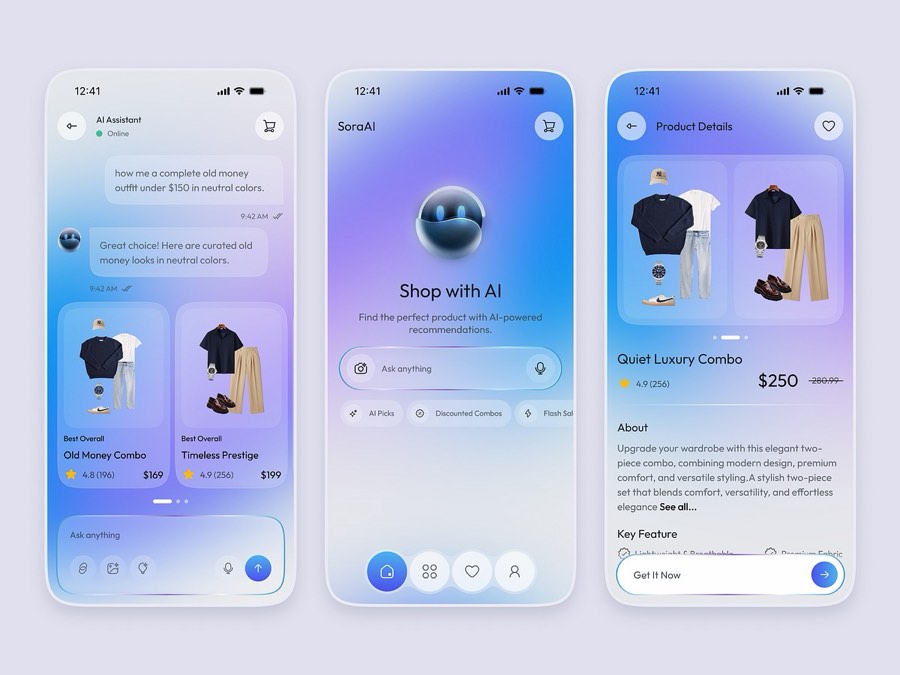 12:41
AI Assistant
Online
how me a complete old money
outfit under $150 in neutral colors.
9:42 AM
Great choice! Here are curated old
money looks in neutral colors.
9:42 AM
Best Overall
Old Money Combo
4.8 (196)
$169
Best Overall
Timeless Prestige
4.9 (256)
$199
Ask anything
12:41
SoraAI
Shop with AI
Find the perfect product with AI-powered
recommendations.
Ask anything
AI Picks
Discounted Combos
Flash Sal
12:41
Product Details
Quiet Luxury Combo
4.9 (256)
$250
280.99
About
Upgrade your wardrobe with this elegant two-
piece combo, combining modern design, premium
comfort, and versatile styling.A stylish two-piece
set that blends comfort, versatility, and effortless
elegance See all...
Key Feature
Lightweight & Breathable
Premium Fabric
Get It Now